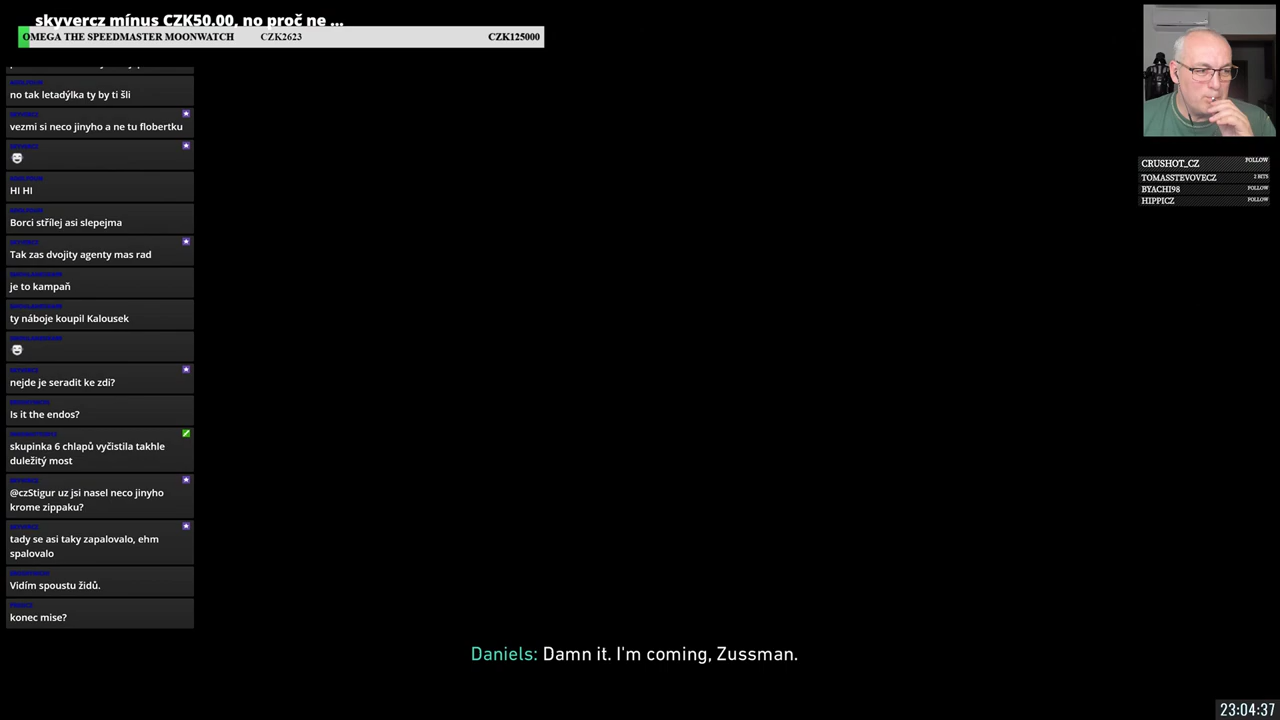 skyvercz mínus CZK50.00, no proč ne ...
OMEGA THE SPEEDMASTER MOONWATCH CZK2623 CZK125000
no tak letadýlka ty by ti šli
vezmi si neco jinyho a ne tu flobertku
HI HI
Borci střílej asi slepejma
Tak zas dvojity agenty mas rad
je to kampaň
ty náboje koupil Kalousek
nejde je seradit ke zdi?
Is it the endos?
skupinka 6 chlapů vyčistila takhle
duležitý most
@czStigur uz jsi nasel neco jinyho
krome zippaku?
tady se asi taky zapalovalo, ehm
spalovalo
Vidím spoustu židů.
konec mise?
CRUSHOT_CZ FOLLOW
TOMASSTEVOVECZ 2 BITS
BYACHI98 FOLLOW
HIPPICZ FOLLOW
Daniels: Damn it. I'm coming, Zussman.
23:04:37